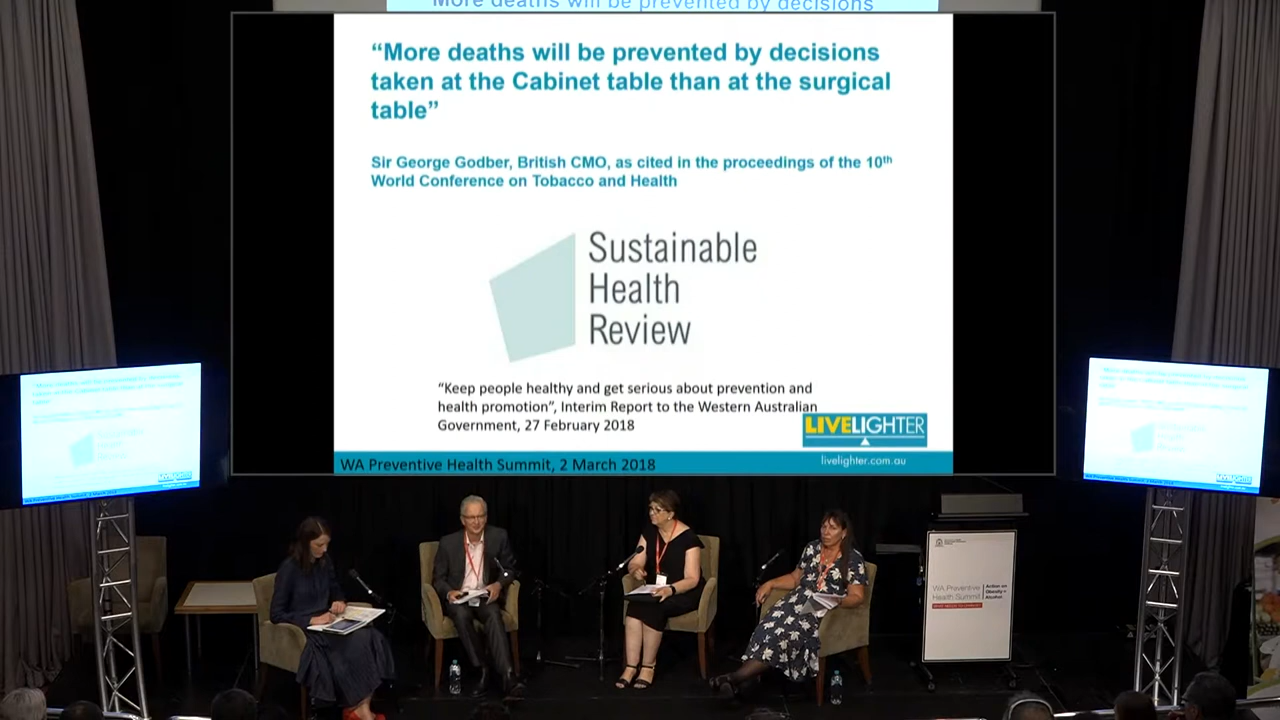 More deaths will be prevented by decisions
“More deaths will be prevented by decisions
taken at the Cabinet table than at the surgical
table”
Sir George Godber, British CMO, as cited in the proceedings of the 10th
World Conference on Tobacco and Health
Sustainable
Health
Review
“Keep people healthy and get serious about prevention and
health promotion”, Interim Report to the Western Australian
Government, 27 February 2018
LIVELIGHTER
WA Preventive Health Summit, 2 March 2018
livelighter.com.au
WA Preventive
Health Summit
Action on
Obesity +
Alcohol